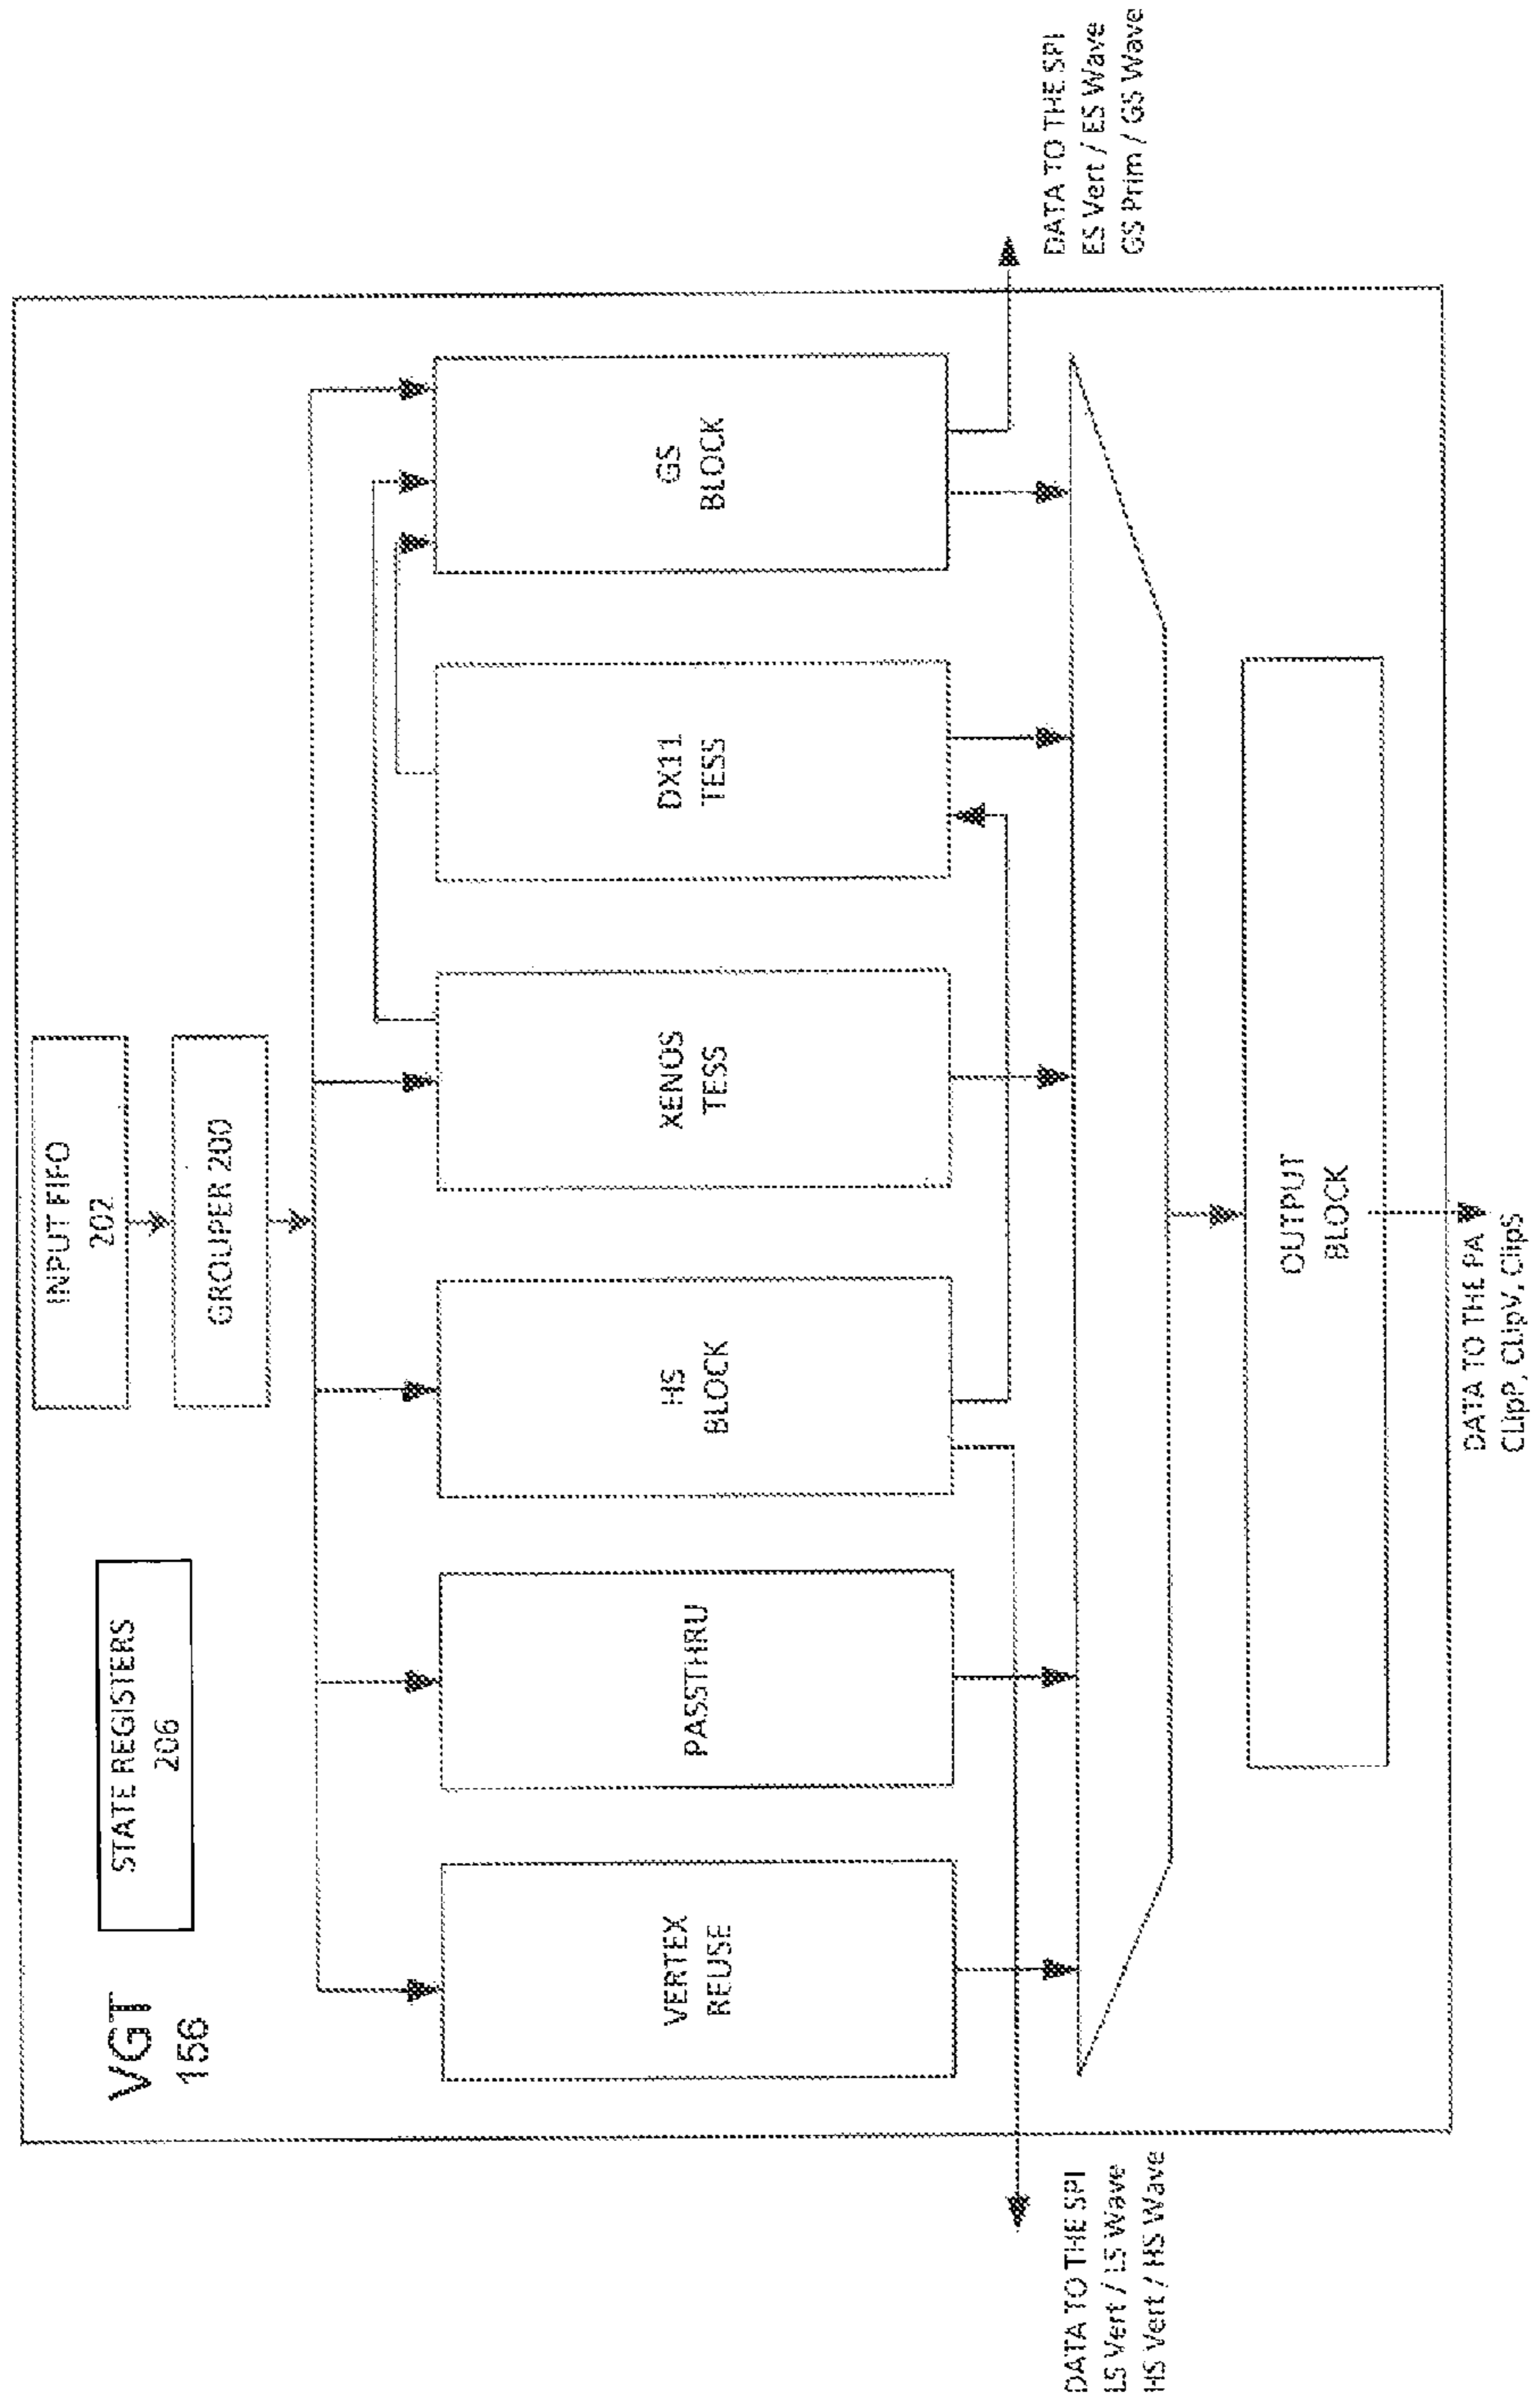 VGT
156
STATE REGISTERS
206
INPUT FIFO
202
GROUPER 200
VERTEX
REUSE
PASSTHRU
HS
BLOCK
XENOS
TESS
DX11
TESS
GS
BLOCK
OUTPUT
BLOCK
DATA TO THE SPI
LS Vert / LS Wave
HS Vert / HS Wave
DATA TO THE PA
CLipP, CLipV, ClipS
DATA TO THE SPI
ES Vert / ES Wave
GS Prim / GS Wave